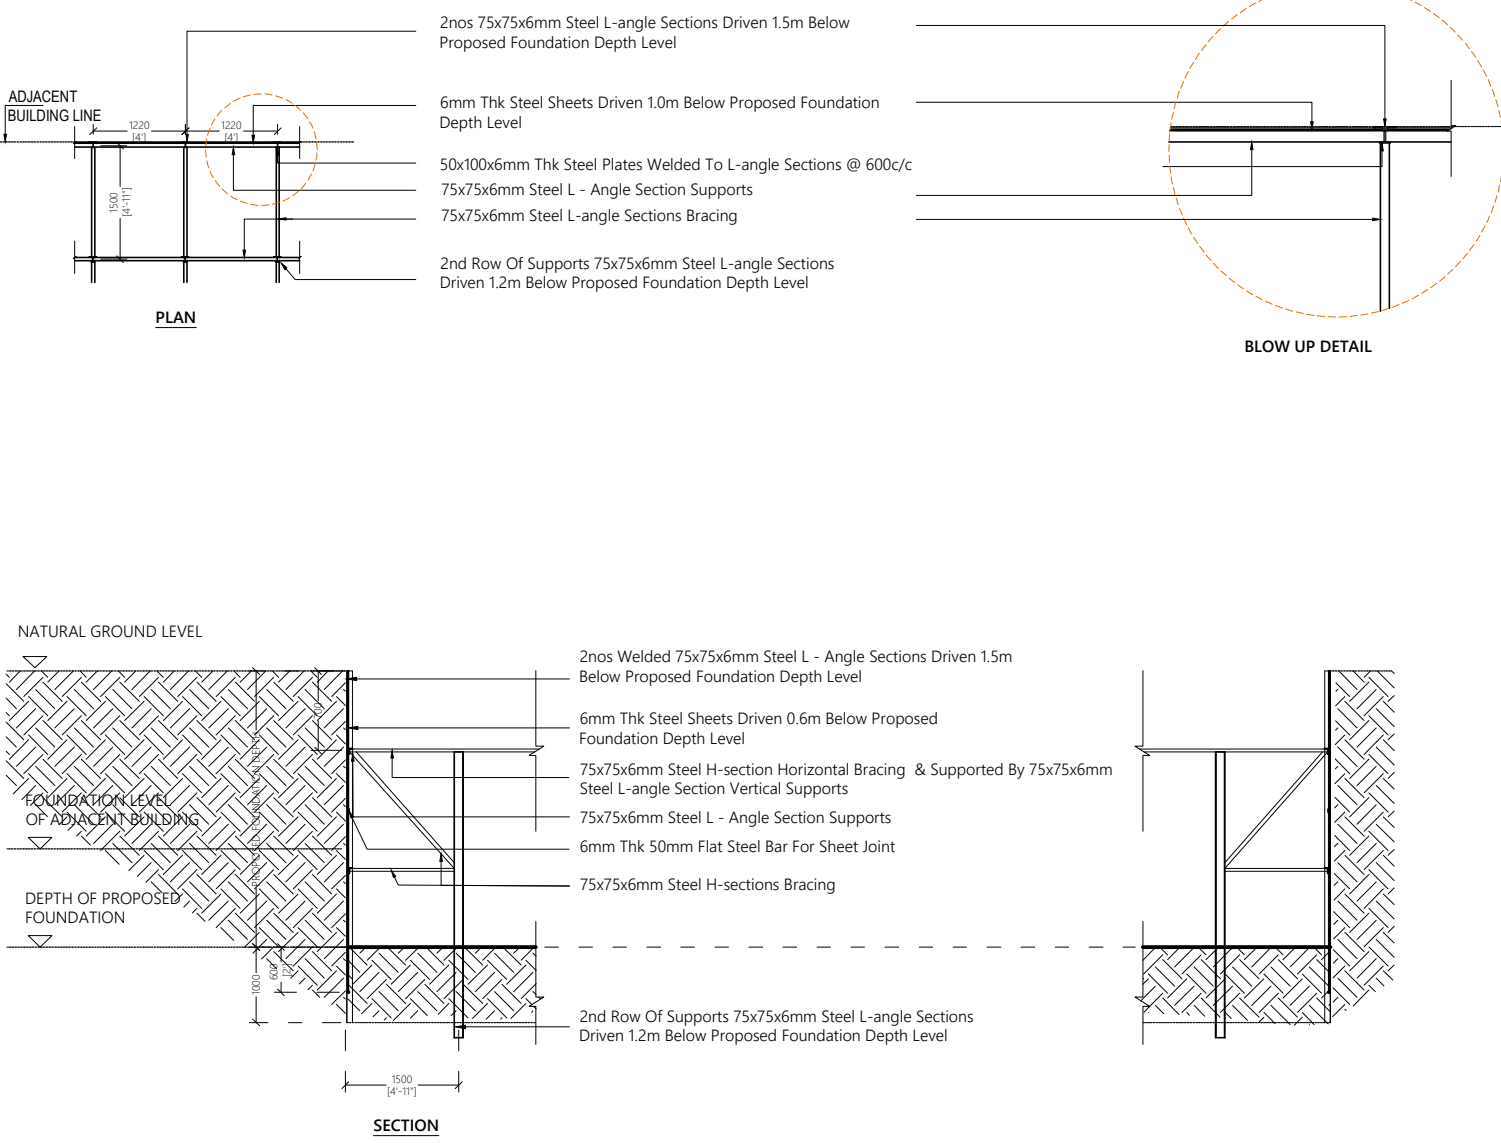 2nos 75x75x6mm Steel L-angle Sections Driven 1.5m Below
Proposed Foundation Depth Level
ADJACENT
BUILDING LINE
1220
[4']
1220
[4']
6mm Thk Steel Sheets Driven 1.0m Below Proposed Foundation
Depth Level
50x100x6mm Thk Steel Plates Welded To L-angle Sections @ 600c/c
75x75x6mm Steel L - Angle Section Supports
1500
[4'-11"]
75x75x6mm Steel L-angle Sections Bracing
2nd Row Of Supports 75x75x6mm Steel L-angle Sections
Driven 1.2m Below Proposed Foundation Depth Level
PLAN
BLOW UP DETAIL
NATURAL GROUND LEVEL
2nos Welded 75x75x6mm Steel L - Angle Sections Driven 1.5m
Below Proposed Foundation Depth Level
700
6mm Thk Steel Sheets Driven 0.6m Below Proposed
Foundation Depth Level
75x75x6mm Steel H-section Horizontal Bracing & Supported By 75x75x6mm
Steel L-angle Section Vertical Supports
PROPOSED FOUNDATION DEPTH
FOUNDATION LEVEL
OF ADJACENT BUILDING
75x75x6mm Steel L - Angle Section Supports
6mm Thk 50mm Flat Steel Bar For Sheet Joint
75x75x6mm Steel H-sections Bracing
DEPTH OF PROPOSED
FOUNDATION
1000
600
[2']
2nd Row Of Supports 75x75x6mm Steel L-angle Sections
Driven 1.2m Below Proposed Foundation Depth Level
1500
[4'-11"]
SECTION